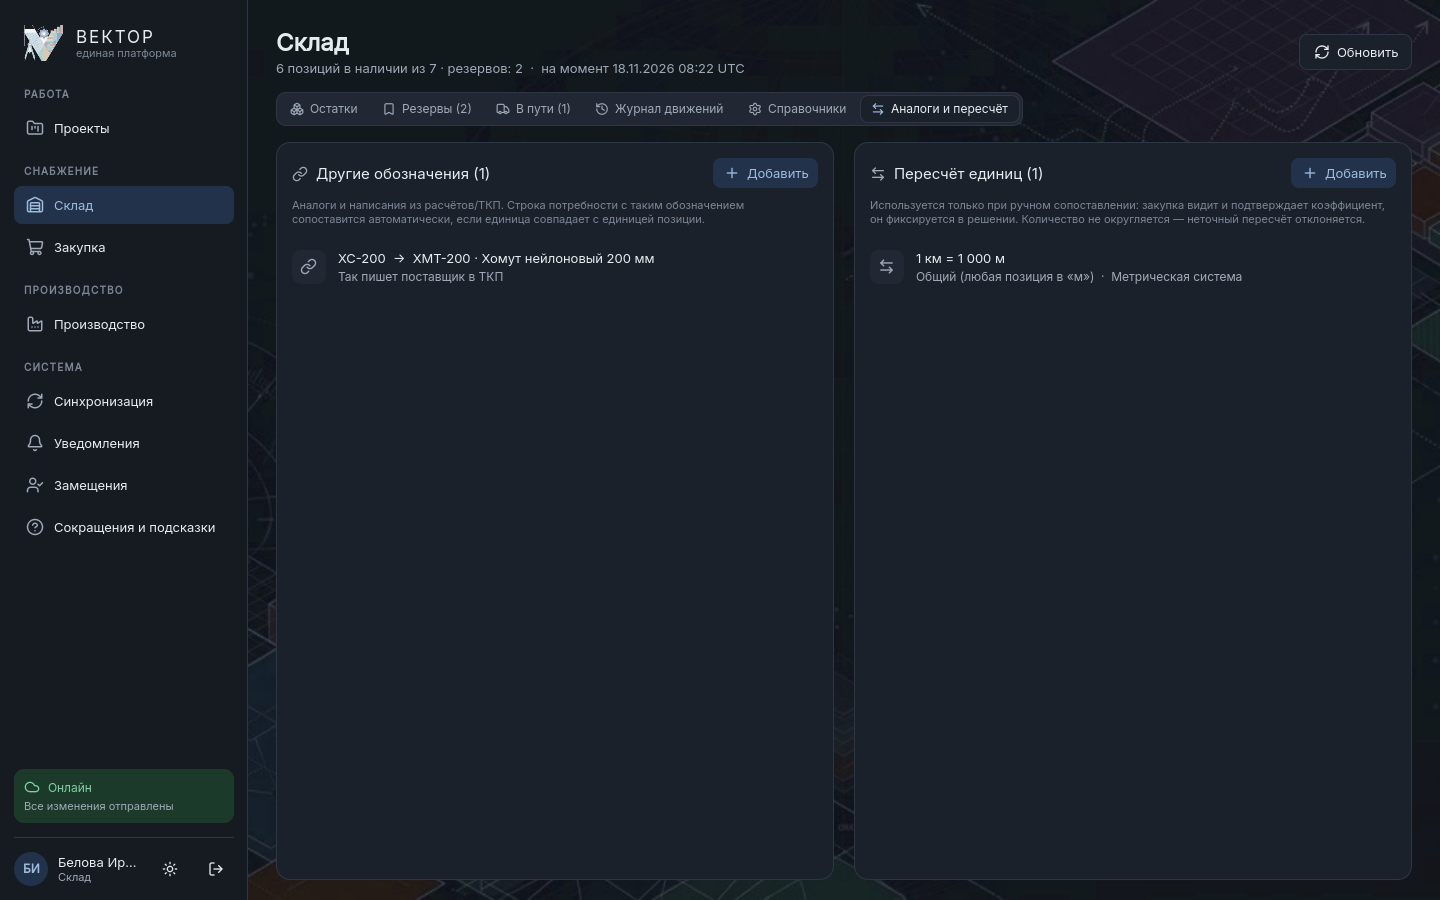 ВЕКТОР
единая платформа
РАБОТА
Проекты
СНАБЖЕНИЕ
Склад
Закупка
ПРОИЗВОДСТВО
Производство
СИСТЕМА
Синхронизация
Уведомления
Замещения
Сокращения и подсказки
Онлайн
Все изменения отправлены
БИ
Белова Ир...
Склад
Склад
6 позиций в наличии из 7 · резервов: 2 · на момент 18.11.2026 08:22 UTC
Обновить
Остатки
Резервы (2)
В пути (1)
Журнал движений
Справочники
Аналоги и пересчёт
Другие обозначения (1)
Добавить
Аналоги и написания из расчётов/ТКП. Строка потребности с таким обозначением
сопоставится автоматически, если единица совпадает с единицей позиции.
ХС-200 → ХМТ-200 · Хомут нейлоновый 200 мм
Так пишет поставщик в ТКП
Пересчёт единиц (1)
Добавить
Используется только при ручном сопоставлении: закупка видит и подтверждает коэффициент,
он фиксируется в решении. Количество не округляется — неточный пересчёт отклоняется.
1 км = 1 000 м
Общий (любая позиция в «м») · Метрическая система